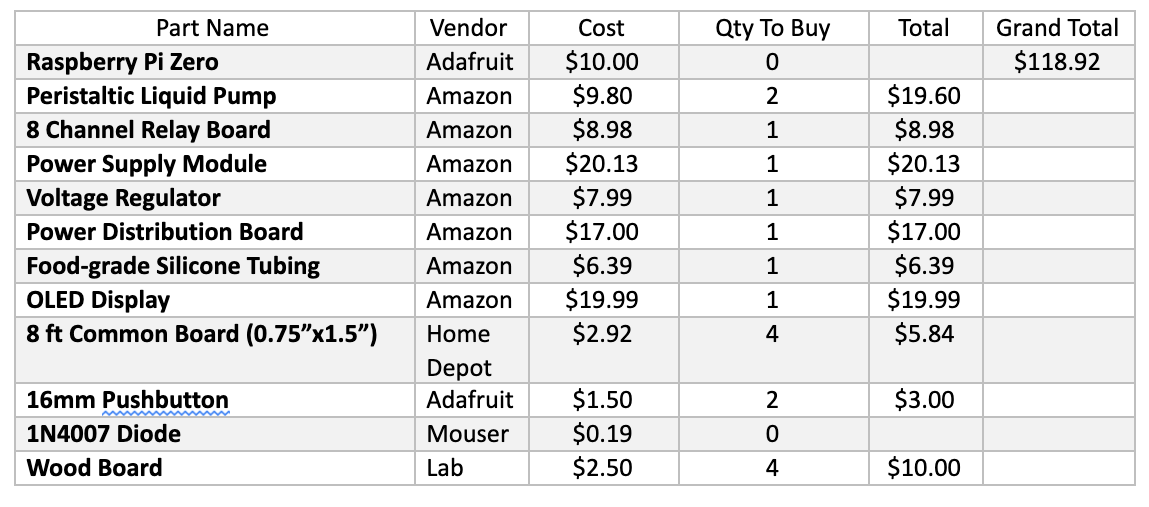 Part Name Vendor Cost Qty To Buy Total Grand Total
Raspberry Pi Zero Adafruit $10.00 0 $118.92
Peristaltic Liquid Pump Amazon $9.80 2 $19.60
8 Channel Relay Board Amazon $8.98 1 $8.98
Power Supply Module Amazon $20.13 1 $20.13
Voltage Regulator Amazon $7.99 1 $7.99
Power Distribution Board Amazon $17.00 1 $17.00
Food-grade Silicone Tubing Amazon $6.39 1 $6.39
OLED Display Amazon $19.99 1 $19.99
8 ft Common Board (0.75”x1.5”) Home $2.92 4 $5.84
Depot
16mm Pushbutton Adafruit $1.50 2 $3.00
1N4007 Diode Mouser $0.19 0
Wood Board Lab $2.50 4 $10.00